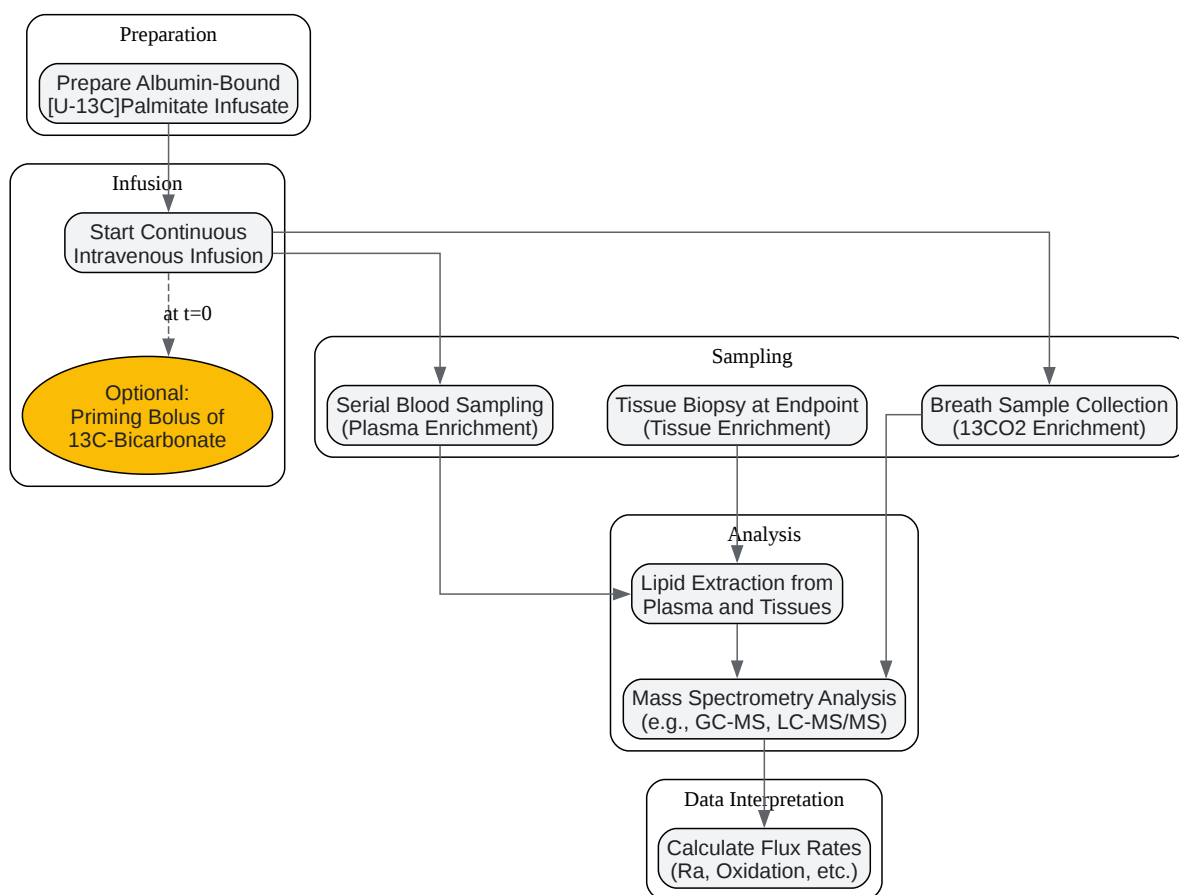 Preparation
Prepare Albumin-Bound
[U-13C]Palmitate Infusate
Infusion
Start Continuous
Intravenous Infusion
at t=0
Optional:
Priming Bolus of
13C-Bicarbonate
Sampling
Serial Blood Sampling
(Plasma Enrichment)
Tissue Biopsy at Endpoint
(Tissue Enrichment)
Breath Sample Collection
(13CO2 Enrichment)
Analysis
Lipid Extraction from
Plasma and Tissues
Mass Spectrometry Analysis
(e.g., GC-MS, LC-MS/MS)
Data Interpretation
Calculate Flux Rates
(Ra, Oxidation, etc.)